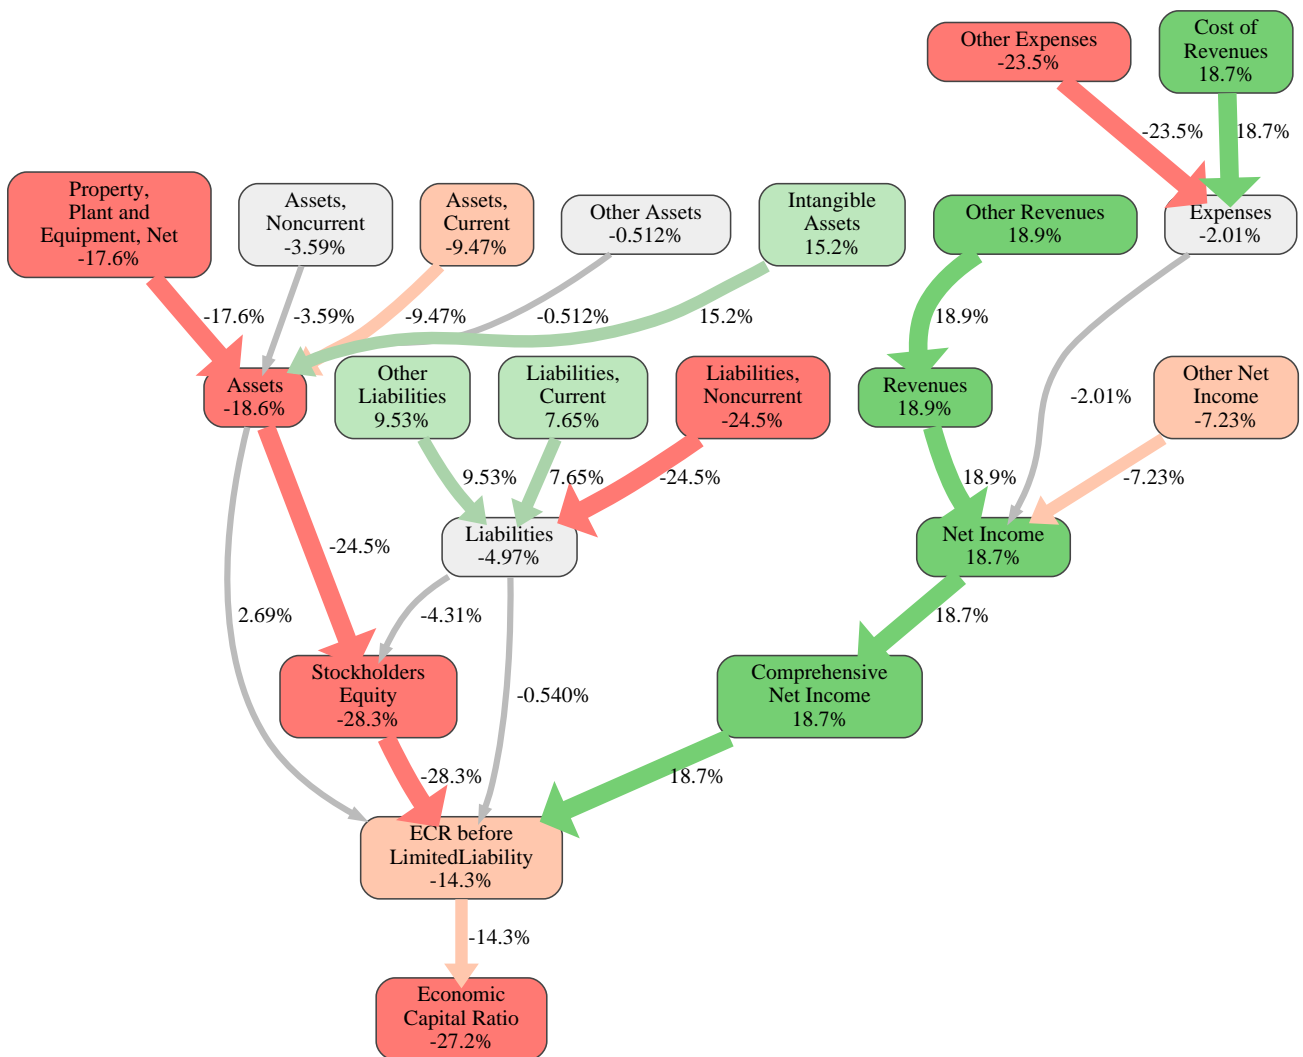 Other Expenses
-23.5%
Cost of
Revenues
18.7%
-23.5%
18.7%
Property,
Plant and
Equipment, Net
-17.6%
Assets,
Noncurrent
-3.59%
Assets,
Current
-9.47%
Other Assets
-0.512%
Intangible
Assets
15.2%
Other Revenues
18.9%
Expenses
-2.01%
-17.6%
-3.59%
-9.47%
-0.512%
15.2%
18.9%
-2.01%
Assets
-18.6%
Other
Liabilities
9.53%
Liabilities,
Current
7.65%
Liabilities,
Noncurrent
-24.5%
Revenues
18.9%
Other Net
Income
-7.23%
9.53%
7.65%
-24.5%
18.9%
-7.23%
-24.5%
Liabilities
-4.97%
Net Income
18.7%
2.69%
-4.31%
-0.540%
18.7%
Stockholders
Equity
-28.3%
Comprehensive
Net Income
18.7%
-28.3%
18.7%
ECR before
LimitedLiability
-14.3%
-14.3%
Economic
Capital Ratio
-27.2%